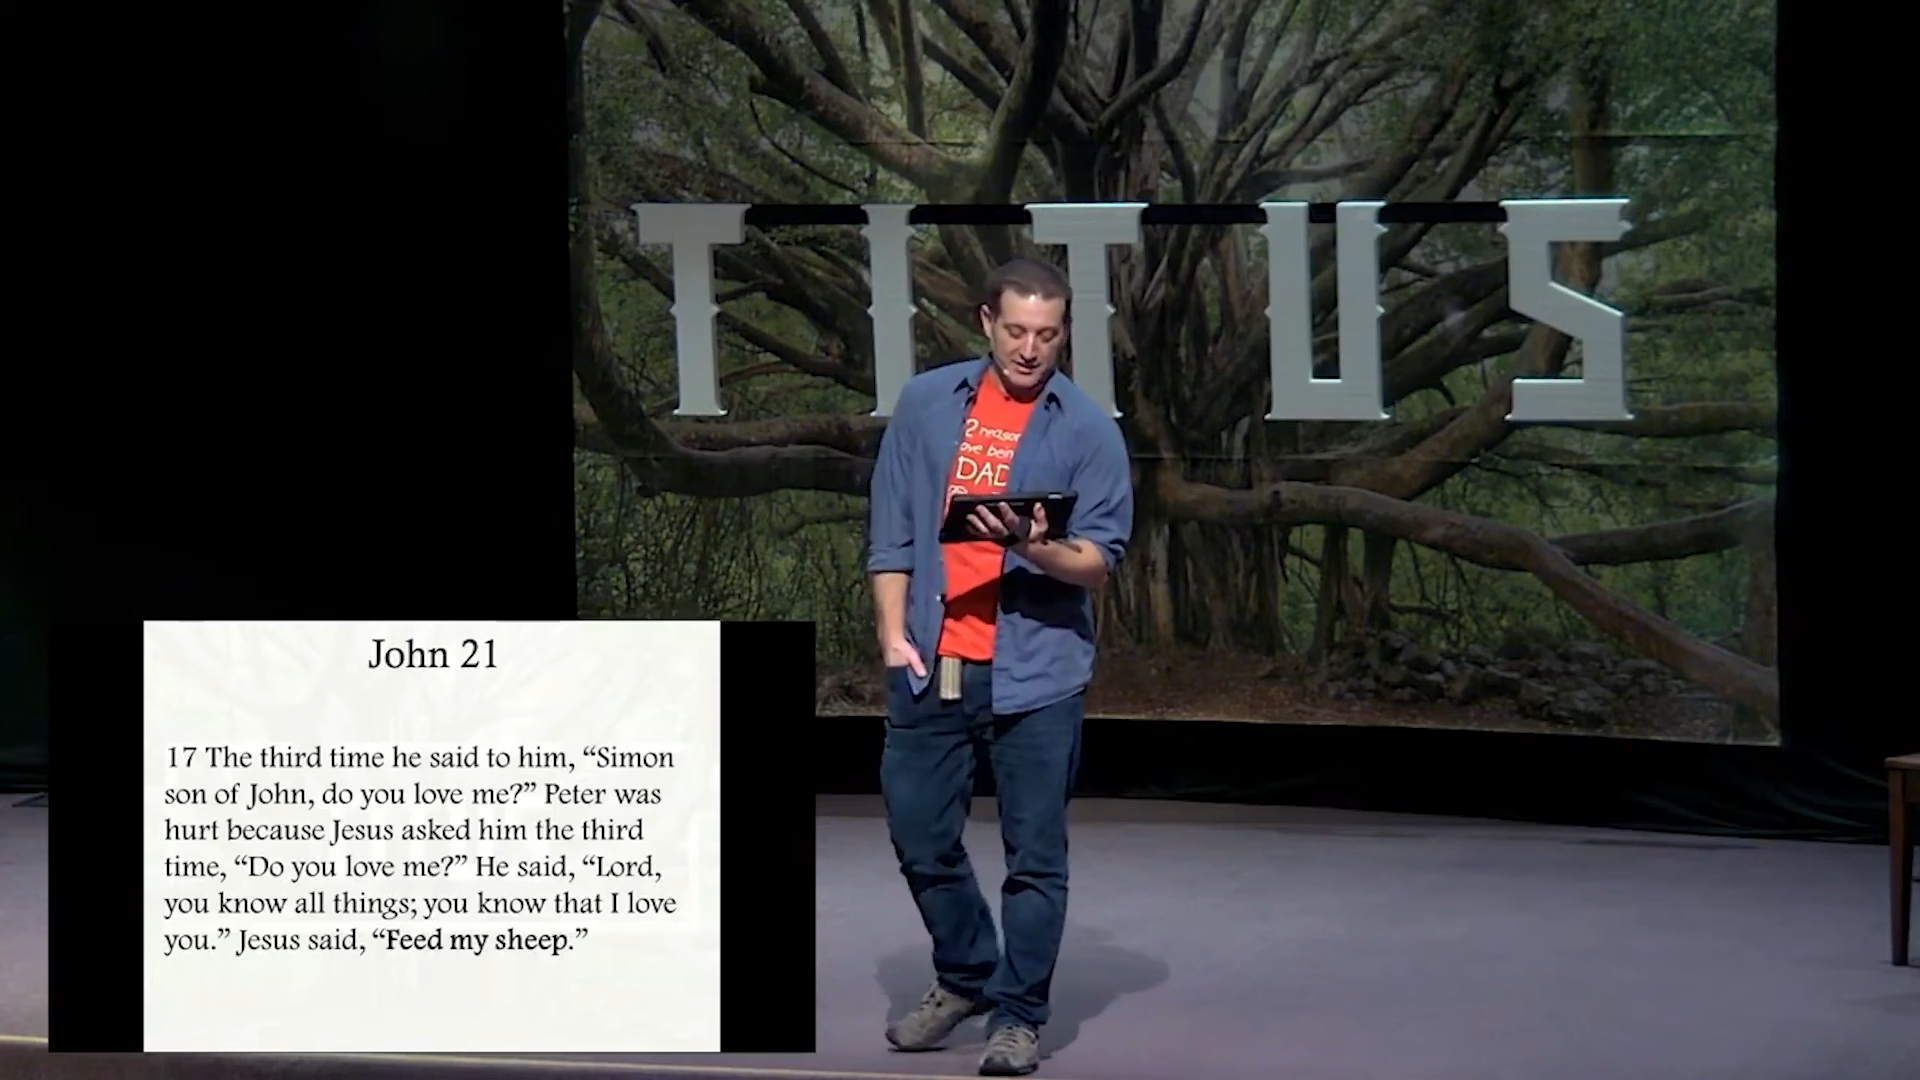 TITUS
2 reason
DAD
John 21
17 The third time he said to him, “Simon
son of John, do you love me?” Peter was
hurt because Jesus asked him the third
time, “Do you love me?” He said, “Lord,
you know all things; you know that I love
you.” Jesus said, “Feed my sheep.”